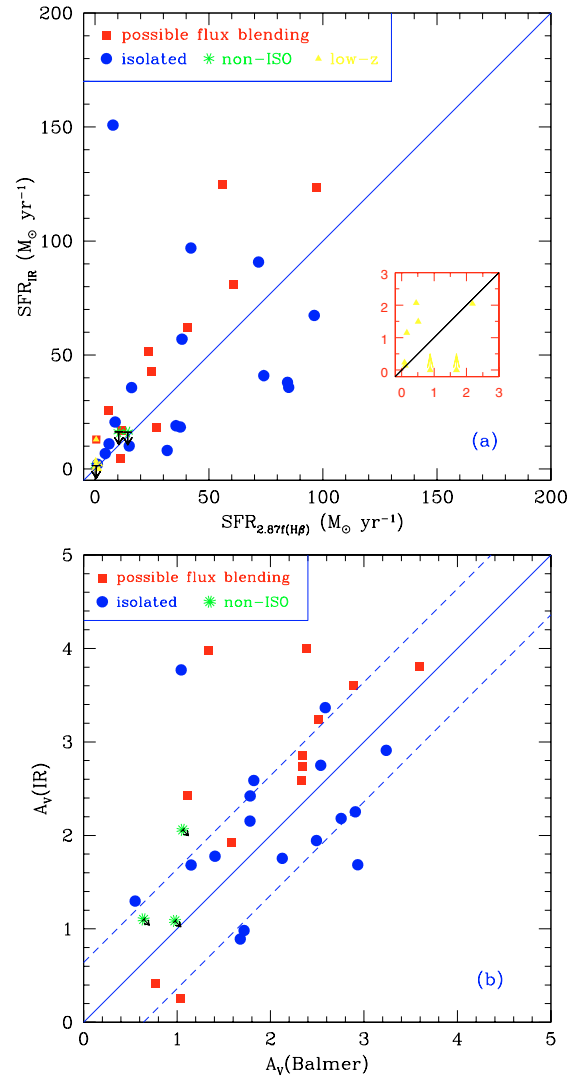 200
possible flux blending
isolated non-ISO low-z
150
SFR_IR (M⊙ yr⁻¹)
100
3
2
50
1
0
0 1 2 3
(a)
0
0 50 100 150 200
SFR_2.87f(Hβ) (M⊙ yr⁻¹)
5
possible flux blending
isolated non-ISO
4
3
A_V(IR)
2
1
(b)
0
0 1 2 3 4 5
A_V(Balmer)